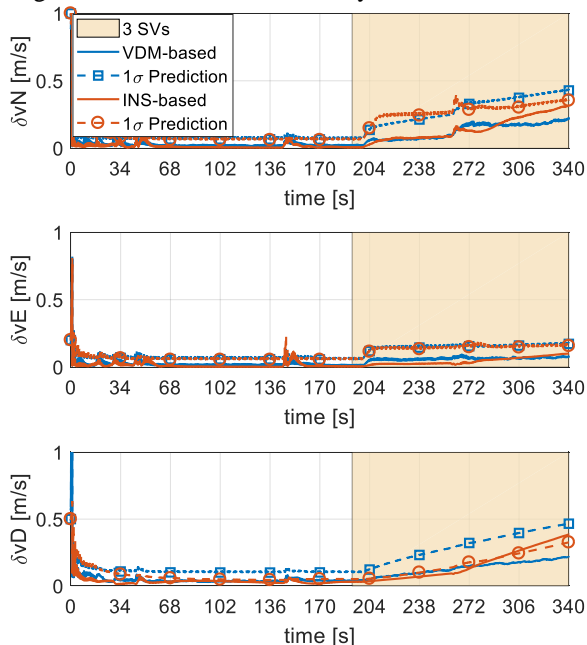 3 SVs
VDM-based
1σ Prediction
INS-based
1σ Prediction
δvN [m/s]
1
0.5
0
0 34 68 102 136 170 204 238 272 306 340
time [s]
δvE [m/s]
1
0.5
0
0 34 68 102 136 170 204 238 272 306 340
time [s]
δvD [m/s]
1
0.5
0
0 34 68 102 136 170 204 238 272 306 340
time [s]